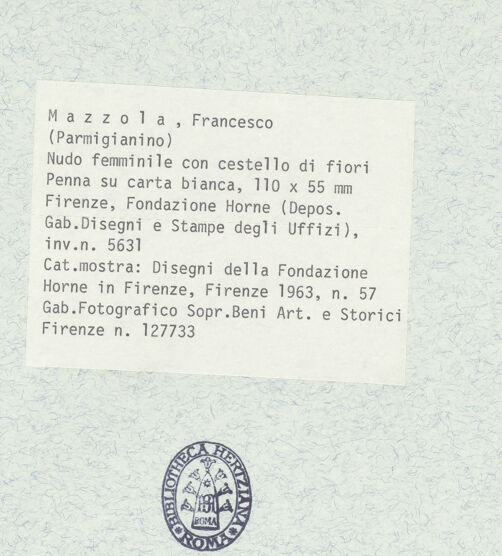 M a z z o l a , Francesco
(Parmigianino)
Nudo femminile con cestello di fiori
Penna su carta bianca, 110 x 55 mm
Firenze, Fondazione Horne (Depos.
Gab.Disegni e Stampe degli Uffizi),
inv.n. 5631
Cat.mostra: Disegni della Fondazione
Horne in Firenze, Firenze 1963, n. 57
Gab.Fotografico Sopr.Beni Art. e Storici
Firenze n. 127733
BIBLIOTHECA HERTZIANA
ROMA
ROMA